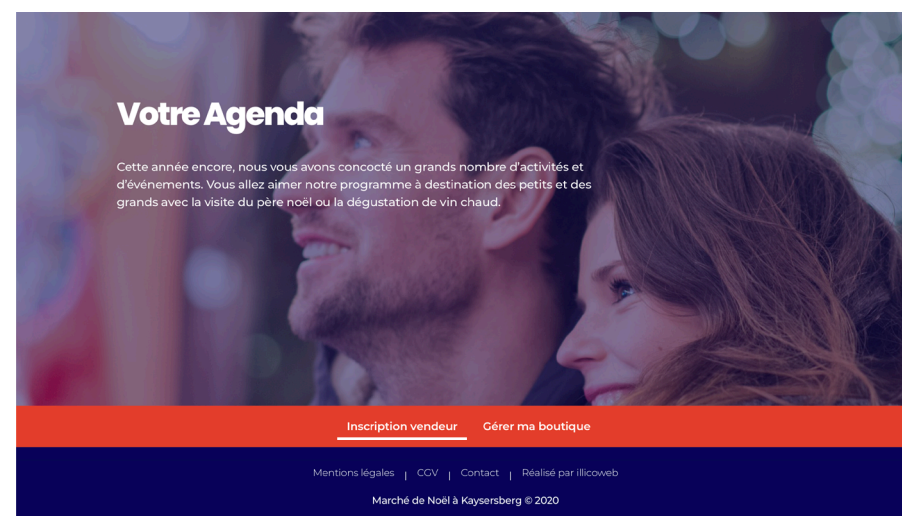 Votre Agenda
Cette année encore, nous vous avons concocté un grands nombre d'activités et
d'événements. Vous allez aimer notre programme à destination des petits et des
grands avec la visite du père noël ou la dégustation de vin chaud.
Inscription vendeur Gérer ma boutique
Mentions légales | CGV | Contact | Réalisé par illicoweb
Marché de Noël à Kaysersberg © 2020